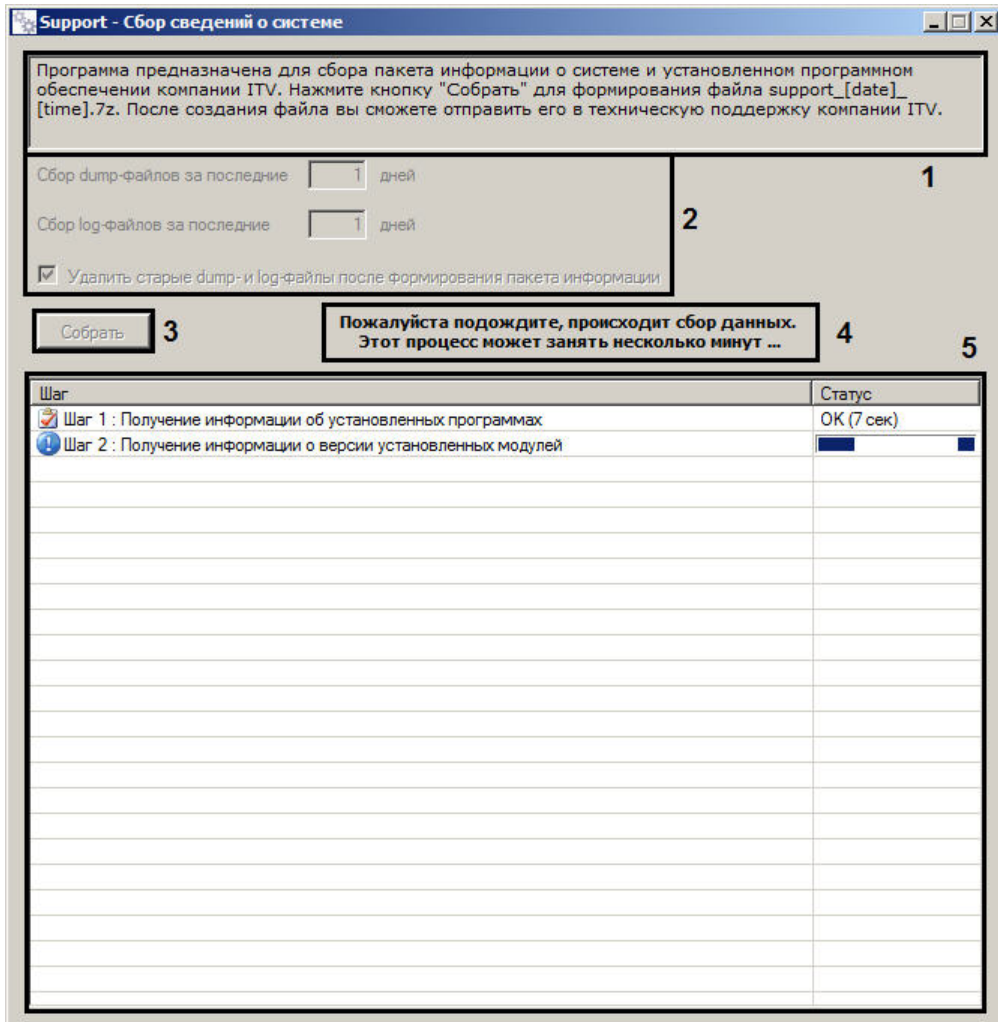 Support - Сбор сведений о системе
Программа предназначена для сбора пакета информации о системе и установленном программном
обеспечении компании ITV. Нажмите кнопку "Собрать" для формирования файла support_[date]_
[time].7z. После создания файла вы сможете отправить его в техническую поддержку компании ITV.
1
Сбор dump-файлов за последние 1 дней
2
Сбор log-файлов за последние 1 дней
Удалить старые dump- и log-файлы после формирования пакета информации
Собрать 3
Пожалуйста подождите, происходит сбор данных.
Этот процесс может занять несколько минут ...
4
5
Шаг Статус
Шаг 1 : Получение информации об установленных программах OK (7 сек)
Шаг 2 : Получение информации о версии установленных модулей